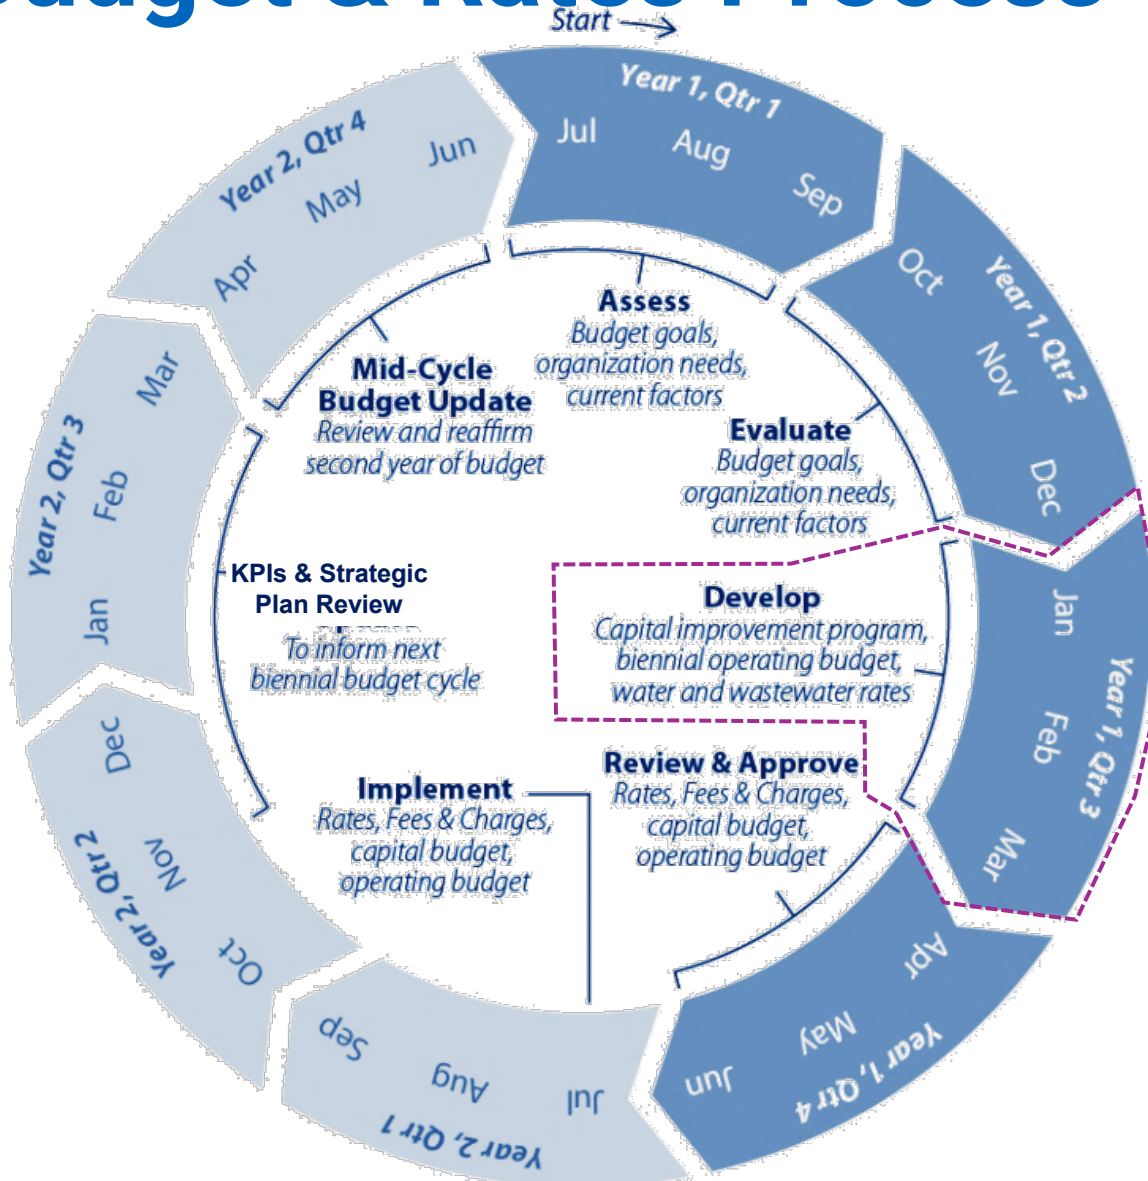 Budget & Rates Process
Start
Year 1, Qtr 1
Jul
Aug
Sep
Year 1, Qtr 2
Oct
Nov
Dec
Year 1, Qtr 3
Jan
Feb
Mar
Year 1, Qtr 4
Apr
May
Jun
Year 2, Qtr 1
Jul
Aug
Sep
Year 2, Qtr 2
Oct
Nov
Dec
Year 2, Qtr 3
Jan
Feb
Mar
Year 2, Qtr 4
Apr
May
Jun
Assess
Budget goals,
organization needs,
current factors
Evaluate
Budget goals,
organization needs,
current factors
Develop
Capital improvement program,
biennial operating budget,
water and wastewater rates
Review & Approve
Rates, Fees & Charges,
capital budget,
operating budget
Implement
Rates, Fees & Charges,
capital budget,
operating budget
KPIs & Strategic
Plan Review
To inform next
biennial budget cycle
Mid-Cycle
Budget Update
Review and reaffirm
second year of budget